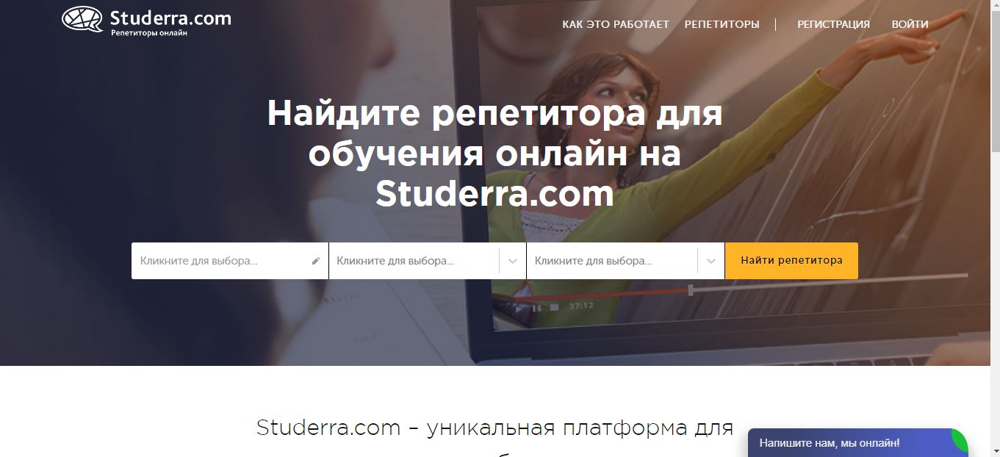 Studerra.com
Репетиторы онлайн
КАК ЭТО РАБОТАЕТ РЕПЕТИТОРЫ РЕГИСТРАЦИЯ ВОЙТИ
Найдите репетитора для
обучения онлайн на
Studerra.com
Кликните для выбора... Кликните для выбора... Кликните для выбора... Найти репетитора
37:12
Studerra.com – уникальная платформа для
Напишите нам, мы онлайн!